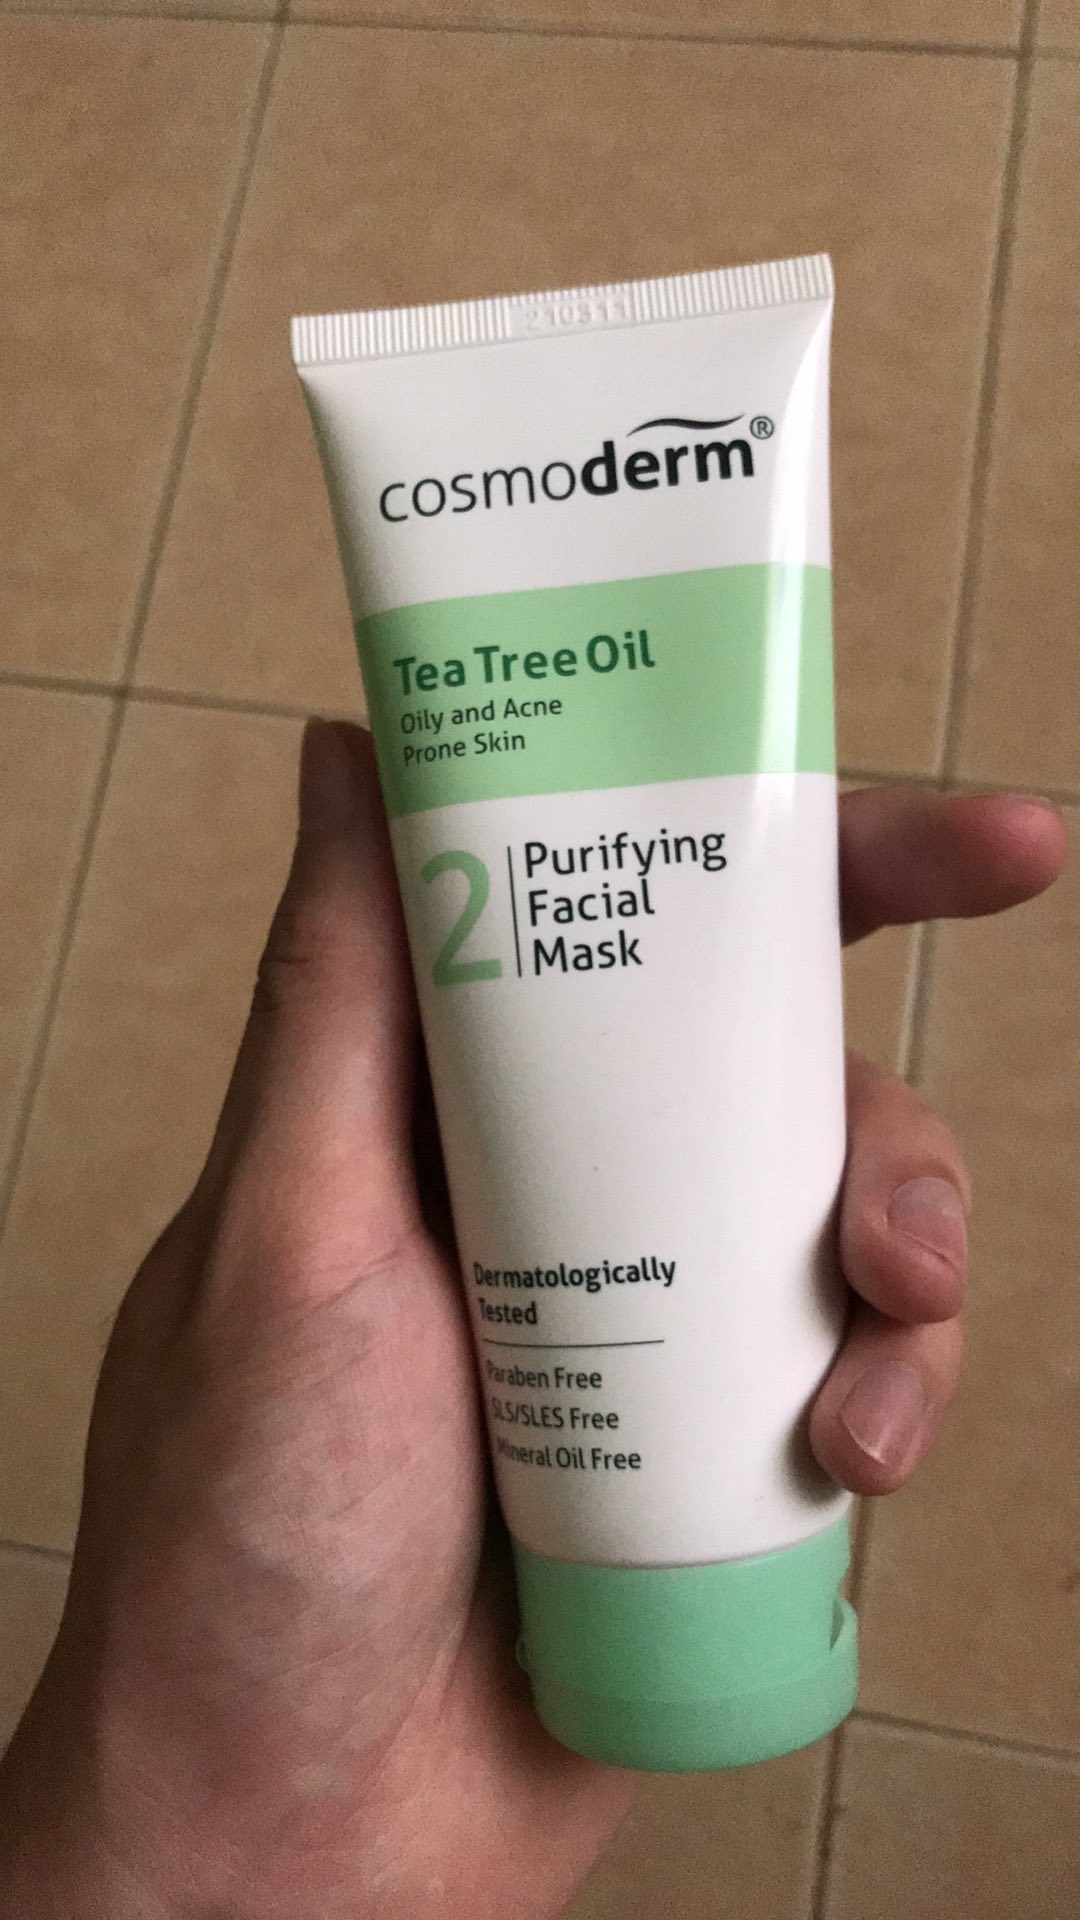 210311
cosmoderm®
Tea Tree Oil
Oily and Acne
Prone Skin
2
Purifying
Facial
Mask
Dermatologically
Tested
Paraben Free
SLS/SLES Free
Mineral Oil Free